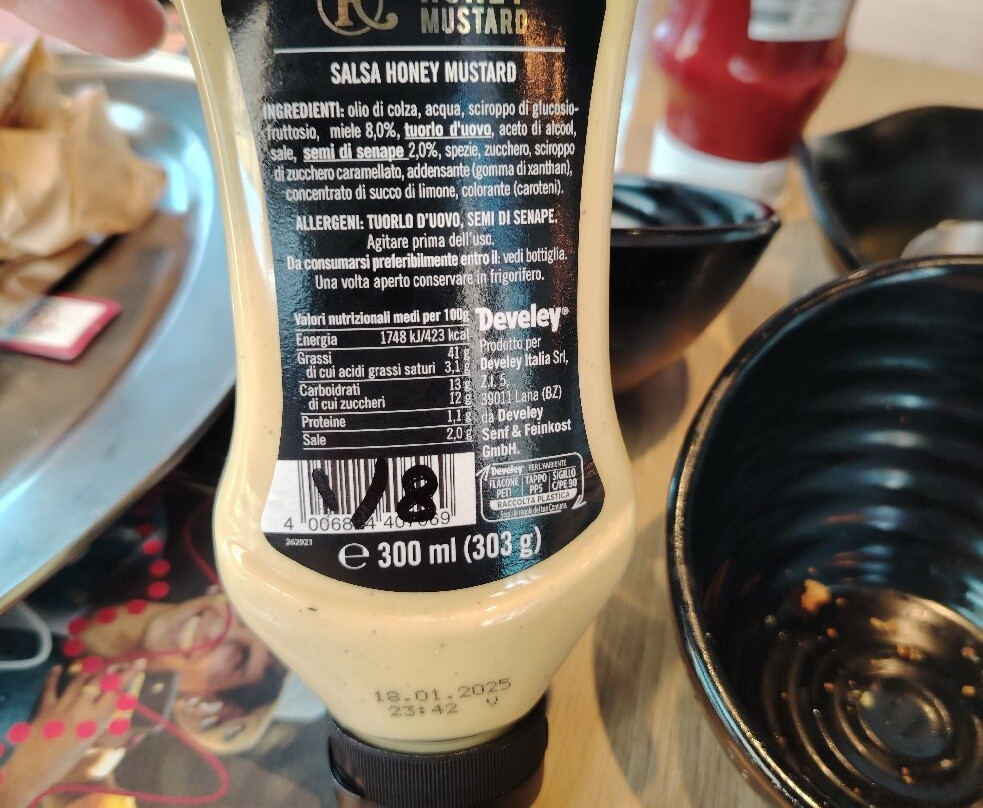 MUSTARD
SALSA HONEY MUSTARD
INGREDIENTI: olio di colza, acqua, sciroppo di glucosio-
fruttosio, miele 8,0%, tuorlo d'uovo, aceto di alcol,
sale, semi di senape 2,0%, spezie, zucchero, sciroppo
di zucchero caramellato, addensante (gomma di xanthan),
concentrato di succo di limone, colorante (caroteni).
ALLERGENI: TUORLO D'UOVO, SEMI DI SENAPE.
Agitare prima dell'uso.
Da consumarsi preferibilmente entro il: vedi bottiglia.
Una volta aperto conservare in frigorifero.
Valori nutrizionali medi per 100g
Energia 1748 kJ/423 kcal
Grassi 41 g
di cui acidi grassi saturi 3,1 g
Carboidrati 13 g
di cui zuccheri 12 g
Proteine 1,1 g
Sale 2,0 g
Develey®
Prodotto per
Develey Italia Srl,
Z.I. 5,
39011 Lana (BZ)
da Develey
Senf & Feinkost
GmbH.
Develey PER L'AMBIENTE
FLACONE PET1
TAPPO PP5
SIGILLO C/PE 90
RACCOLTA PLASTICA
1/8
262921
e 300 ml (303 g)
18.01.2025
23:42 V